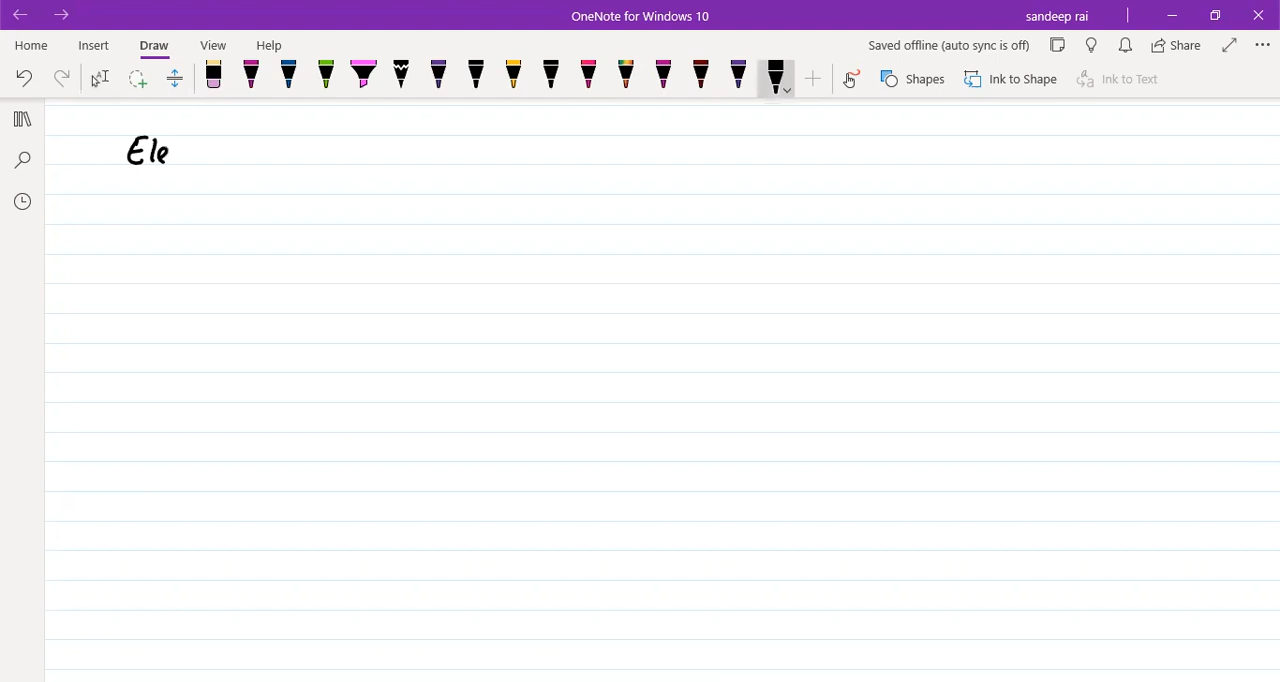 OneNote for Windows 10
sandeep rai
Home Insert Draw View Help
Saved offline (auto sync is off)
Share
Shapes
Ink to Shape
Ink to Text
Ele